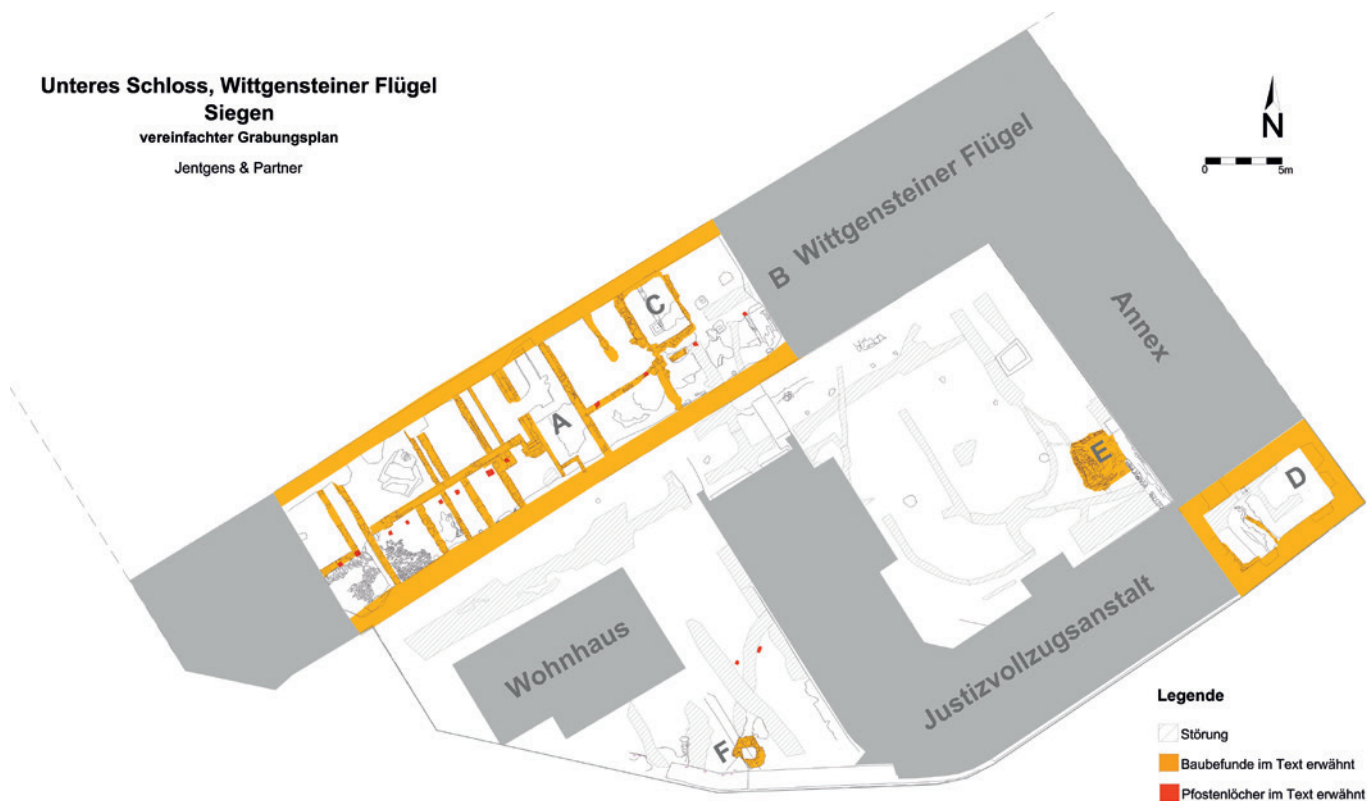 Unteres Schloss, Wittgensteiner Flügel
Siegen
vereinfachter Grabungsplan
Jentgens & Partner
N
0 5m
B Wittgensteiner Flügel
C
Annex
A
E
D
Wohnhaus
Justizvollzugsanstalt
F
Legende
Störung
Baubefunde im Text erwähnt
Pfostenlöcher im Text erwähnt